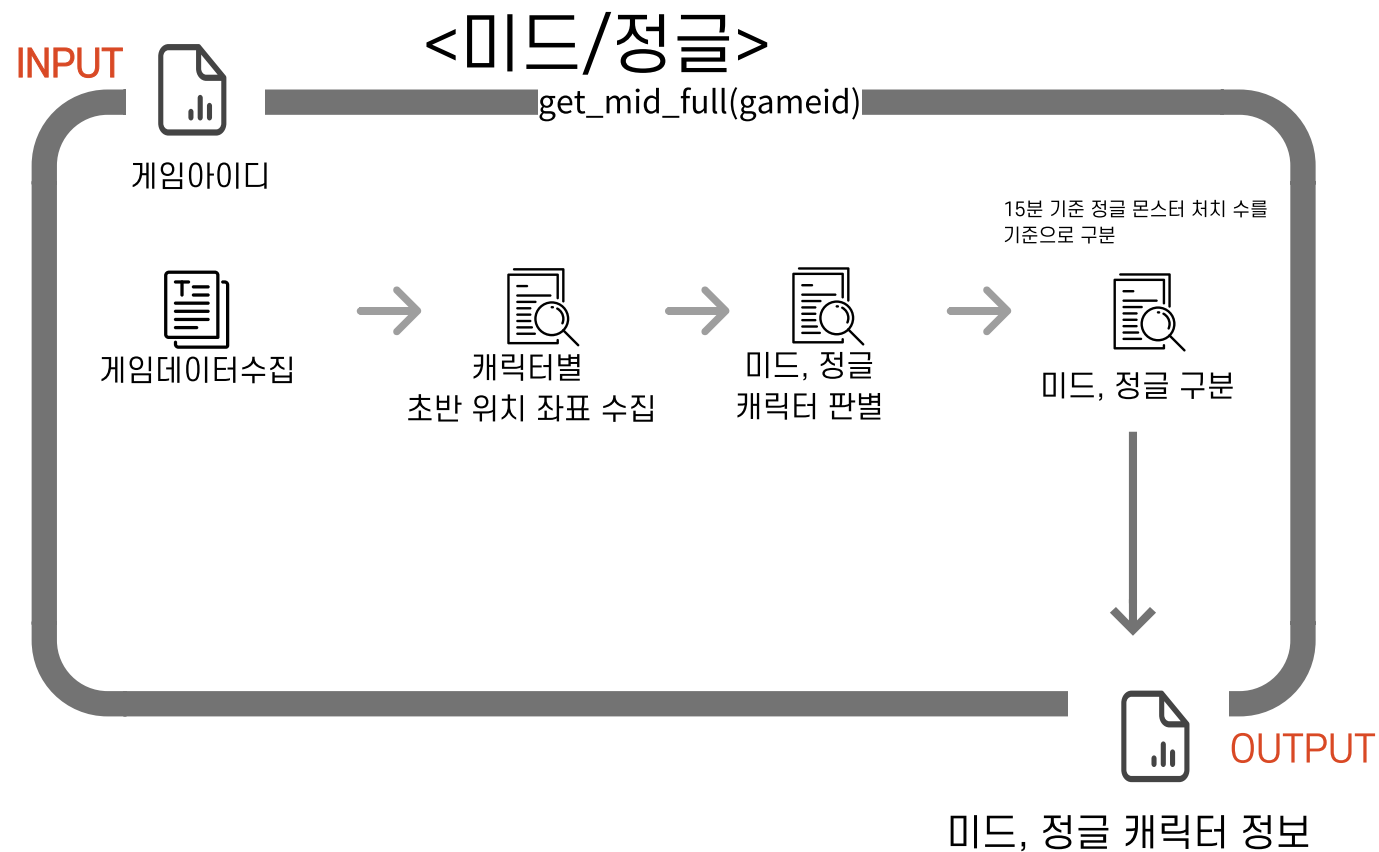 <미드/정글>
INPUT
get_mid_full(gameid)
게임아이디
15분 기준 정글 몬스터 처치 수를
기준으로 구분
T
게임데이터수집
캐릭터별
초반 위치 좌표 수집
미드, 정글
캐릭터 판별
미드, 정글 구분
OUTPUT
미드, 정글 캐릭터 정보